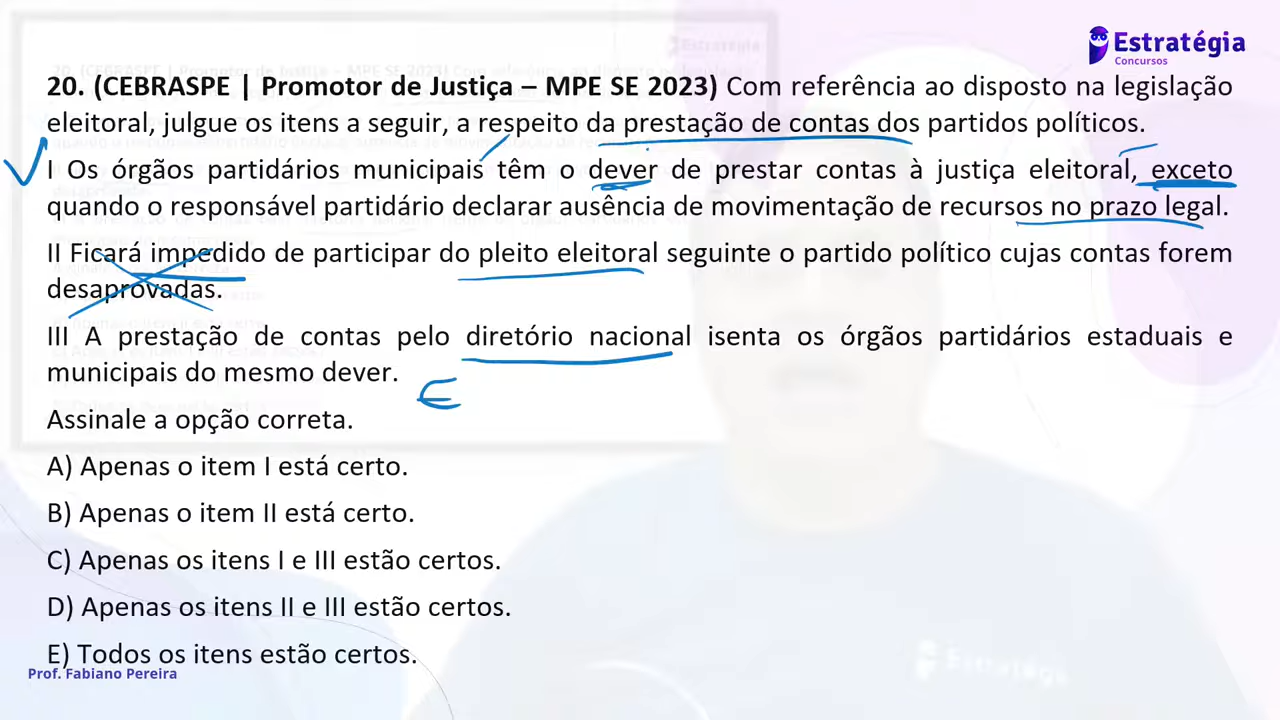 Estratégia
Concursos
20. (CEBRASPE | Promotor de Justiça – MPE SE 2023) Com referência ao disposto na legislação
eleitoral, julgue os itens a seguir, a respeito da prestação de contas dos partidos políticos.
I Os órgãos partidários municipais têm o dever de prestar contas à justiça eleitoral, exceto
quando o responsável partidário declarar ausência de movimentação de recursos no prazo legal.
II Ficará impedido de participar do pleito eleitoral seguinte o partido político cujas contas forem
desaprovadas.
III A prestação de contas pelo diretório nacional isenta os órgãos partidários estaduais e
municipais do mesmo dever.
E
Assinale a opção correta.
A) Apenas o item I está certo.
B) Apenas o item II está certo.
C) Apenas os itens I e III estão certos.
D) Apenas os itens II e III estão certos.
E) Todos os itens estão certos.
Prof. Fabiano Pereira